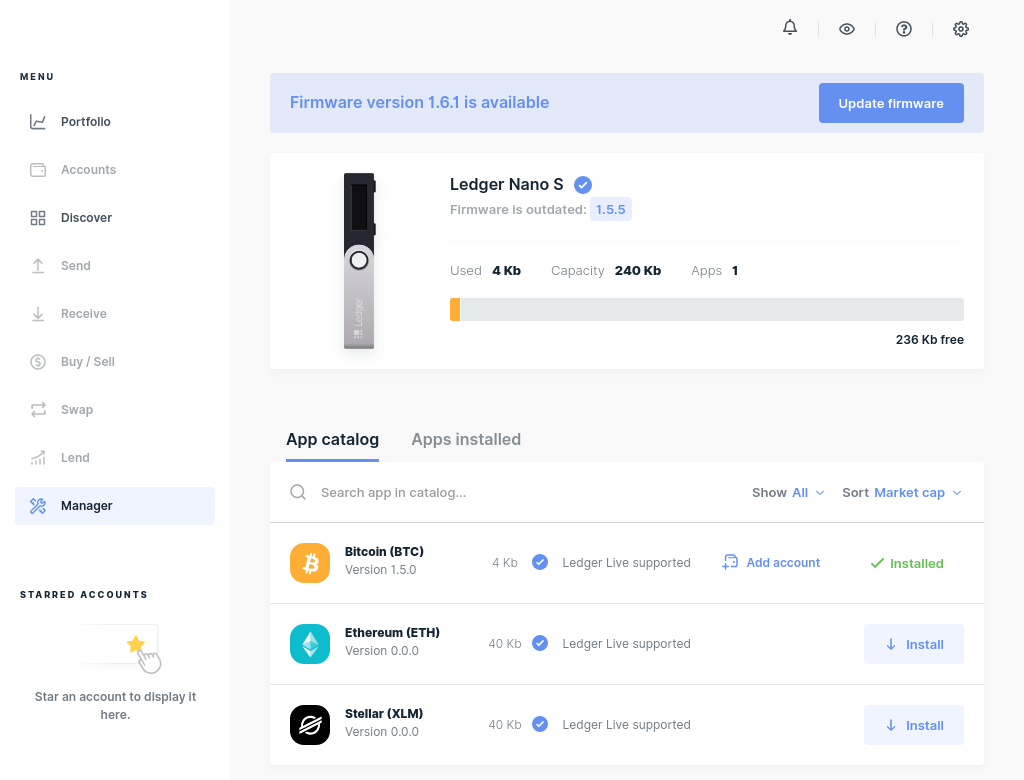 MENU
Portfolio
Accounts
Discover
Send
Receive
Buy / Sell
Swap
Lend
Manager
STARRED ACCOUNTS
Star an account to display it
here.
Firmware version 1.6.1 is available
Update firmware
Ledger
Ledger Nano S
Firmware is outdated: 1.5.5
Used 4 Kb Capacity 240 Kb Apps 1
236 Kb free
App catalog Apps installed
Search app in catalog... Show All Sort Market cap
Bitcoin (BTC)
Version 1.5.0
4 Kb Ledger Live supported Add account Installed
Ethereum (ETH)
Version 0.0.0
40 Kb Ledger Live supported Install
Stellar (XLM)
Version 0.0.0
40 Kb Ledger Live supported Install